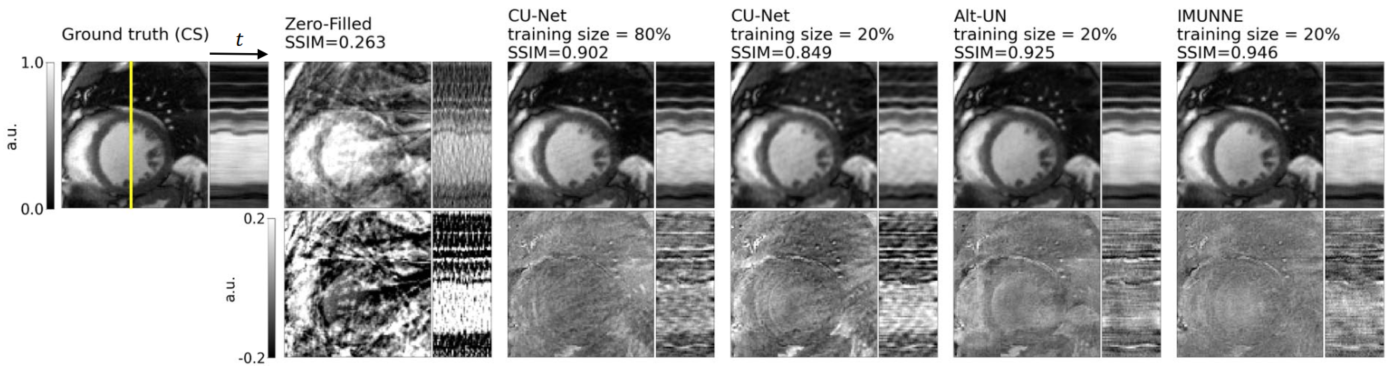 Ground truth (CS)
t
Zero-Filled
SSIM=0.263
CU-Net
training size = 80%
SSIM=0.902
CU-Net
training size = 20%
SSIM=0.849
Alt-UN
training size = 20%
SSIM=0.925
IMUNNE
training size = 20%
SSIM=0.946
1.0
a.u.
0.0
0.2
a.u.
-0.2